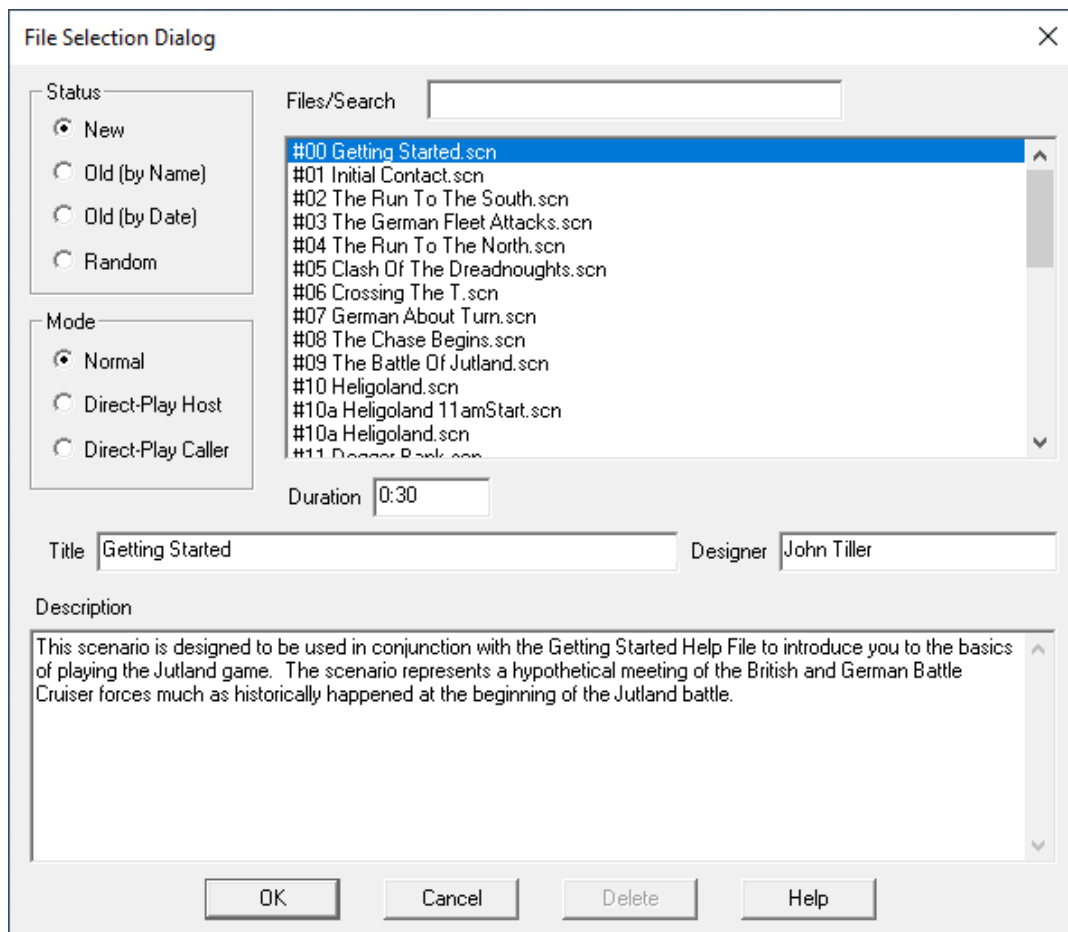 File Selection Dialog
Status
New
Old (by Name)
Old (by Date)
Random
Mode
Normal
Direct-Play Host
Direct-Play Caller
Files/Search
#00 Getting Started.scn
#01 Initial Contact.scn
#02 The Run To The South.scn
#03 The German Fleet Attacks.scn
#04 The Run To The North.scn
#05 Clash Of The Dreadnoughts.scn
#06 Crossing The T.scn
#07 German About Turn.scn
#08 The Chase Begins.scn
#09 The Battle Of Jutland.scn
#10 Heligoland.scn
#10a Heligoland 11amStart.scn
#10a Heligoland.scn
#11 Dogger Bank.scn
Duration 0:30
Title Getting Started Designer John Tiller
Description
This scenario is designed to be used in conjunction with the Getting Started Help File to introduce you to the basics
of playing the Jutland game.  The scenario represents a hypothetical meeting of the British and German Battle
Cruiser forces much as historically happened at the beginning of the Jutland battle.
OK Cancel Delete Help